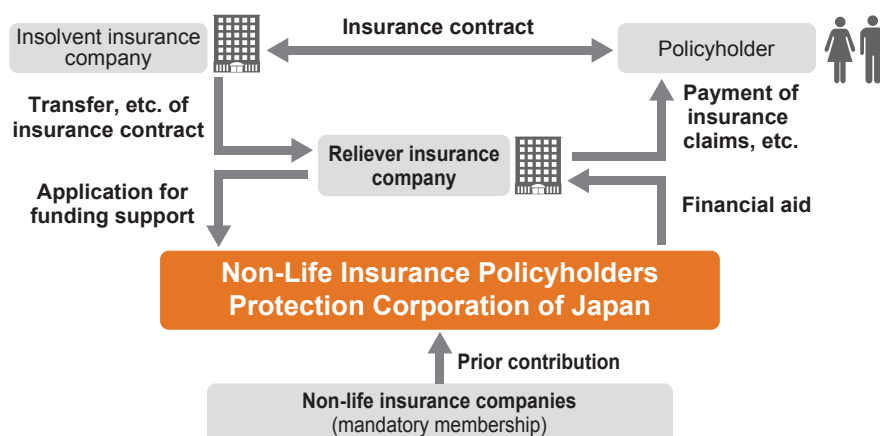 Insolvent insurance
company
Insurance contract
Policyholder
Transfer, etc. of
insurance contract
Payment of
insurance
claims, etc.
Reliever insurance
company
Application for
funding support
Financial aid
Non-Life Insurance Policyholders
Protection Corporation of Japan
Prior contribution
Non-life insurance companies
(mandatory membership)